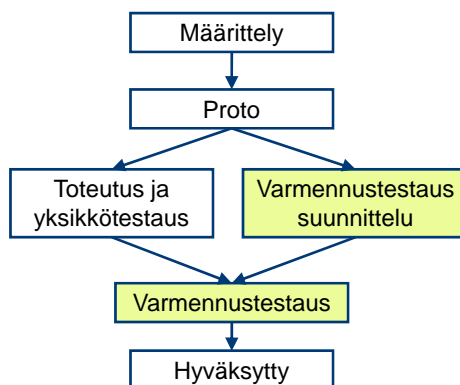 Määrittely
Proto
Toteutus ja
yksikkötestaus
Varmennustestaus
suunnittelu
Varmennustestaus
Hyväksytty